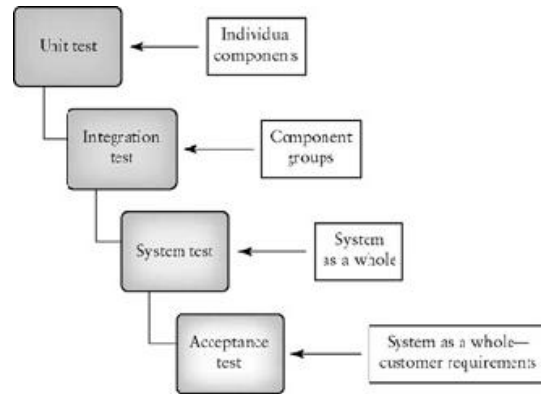 Unit test
Individua
components
Integration
test
Component
groups
System test
System
as a whole
Acceptance
test
System as a whole—
customer requirements